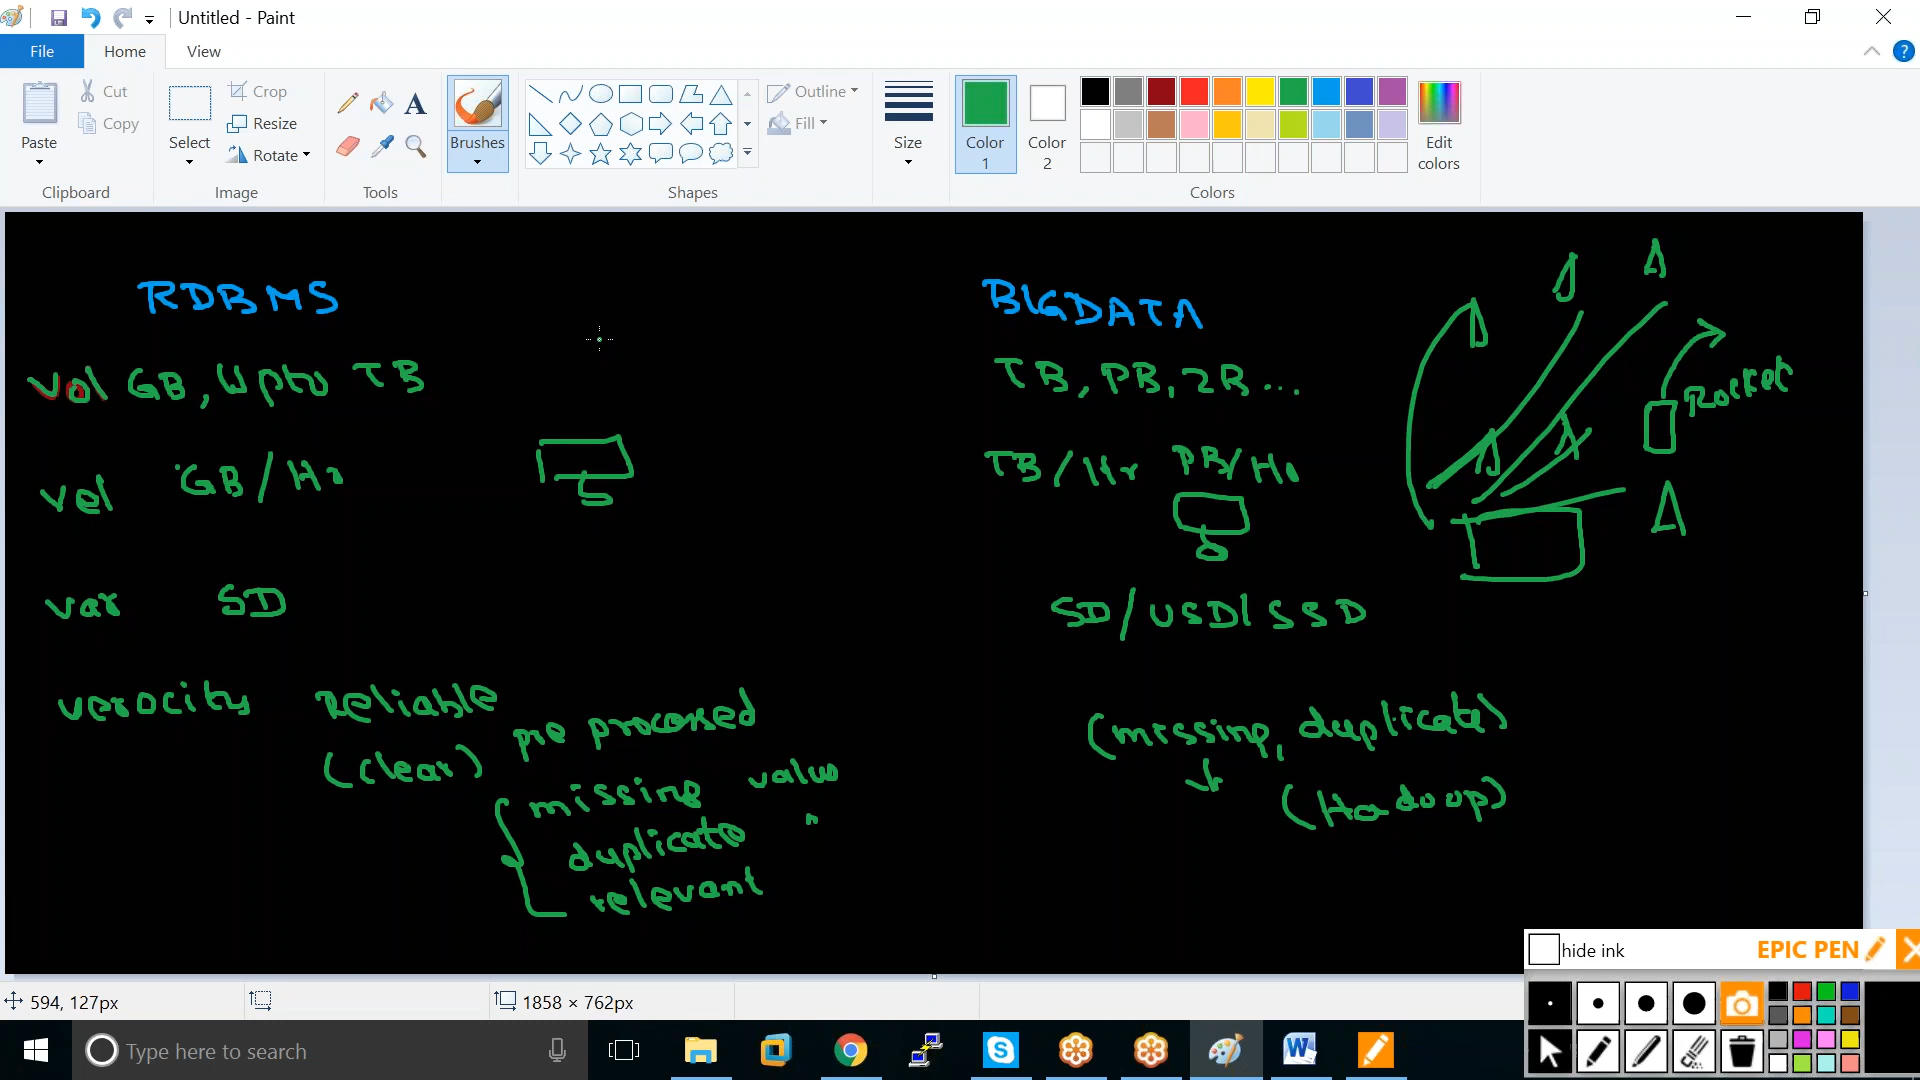 Untitled - Paint
File Home View
Paste
Cut
Copy
Clipboard
Select
Crop
Resize
Rotate
Image
Tools
Brushes
Shapes
Outline
Fill
Size
Color 1
Color 2
Edit colors
Colors
RDBMS
vol GB, Upto TB
vel GB/Hr
var SD
verocity Reliable
(clear) pre processed
missing value
duplicate "
relevant
BIGDATA
TB, PB, ZB...
TB/Hr PB/Hr
SD/USD/SSD
(missing, duplicate)
(Hadoop)
Rocket
hide ink EPIC PEN
594, 127px
1858 × 762px
Type here to search